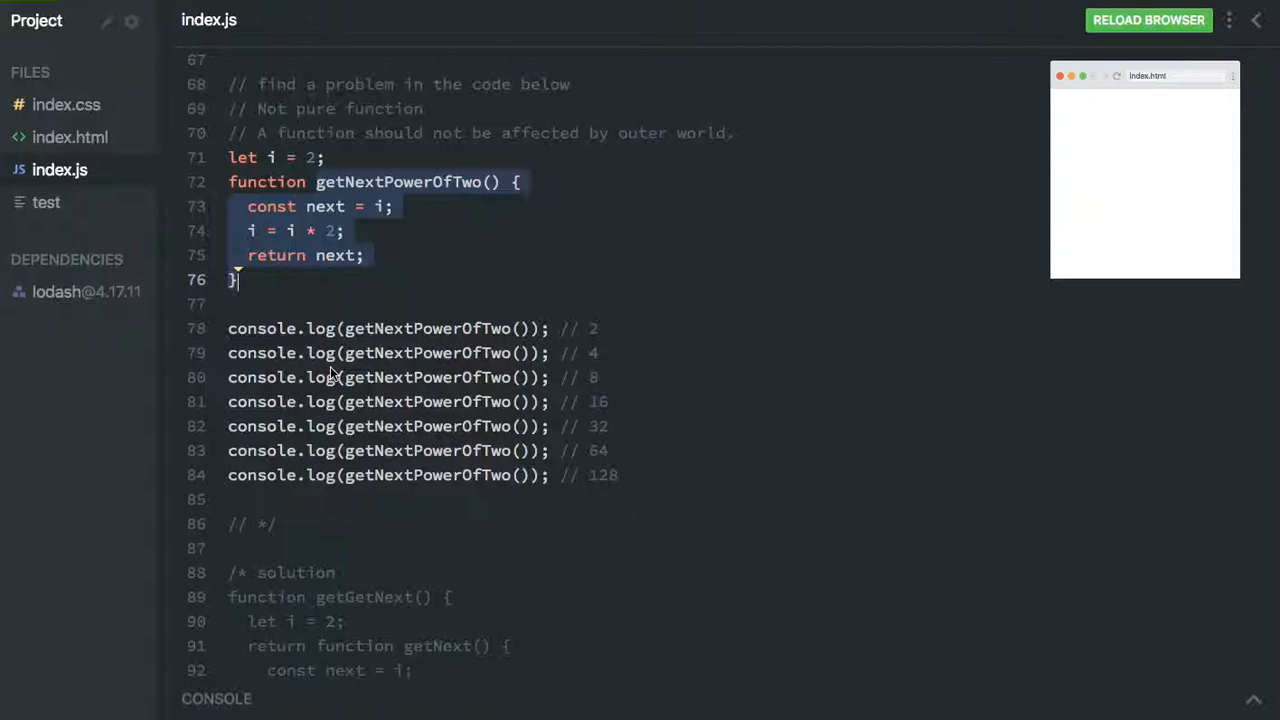 Project
FILES
# index.css
<> index.html
JS index.js
test
DEPENDENCIES
lodash@4.17.11
index.js
RELOAD BROWSER
67
68 // find a problem in the code below
69 // Not pure function
70 // A function should not be affected by outer world.
71 let i = 2;
72 function getNextPowerOfTwo() {
73 const next = i;
74 i = i * 2;
75 return next;
76 }
77
78 console.log(getNextPowerOfTwo()); // 2
79 console.log(getNextPowerOfTwo()); // 4
80 console.log(getNextPowerOfTwo()); // 8
81 console.log(getNextPowerOfTwo()); // 16
82 console.log(getNextPowerOfTwo()); // 32
83 console.log(getNextPowerOfTwo()); // 64
84 console.log(getNextPowerOfTwo()); // 128
85
86 // */
87
88 /* solution
89 function getGetNext() {
90 let i = 2;
91 return function getNext() {
92 const next = i;
CONSOLE
index.html